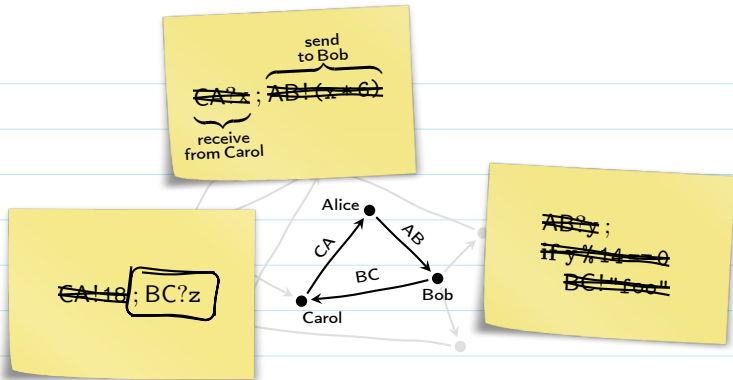 send
to Bob
CA?x ; AB!(x*6)
receive
from Carol
Alice
CA
AB
BC
Bob
Carol
AB?y ;
if y%14==0
BC!"foo"
CA!18 ; BC?z